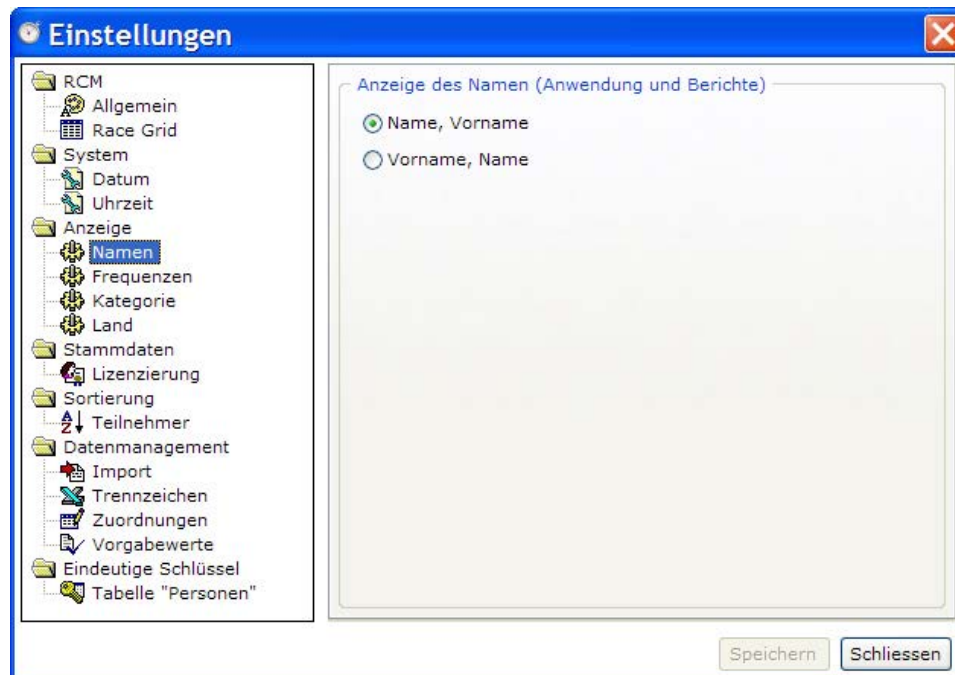 Einstellungen
RCM
Allgemein
Race Grid
System
Datum
Uhrzeit
Anzeige
Namen
Frequenzen
Kategorie
Land
Stammdaten
Lizenzierung
Sortierung
Teilnehmer
Datenmanagement
Import
Trennzeichen
Zuordnungen
Vorgabewerte
Eindeutige Schlüssel
Tabelle "Personen"
Anzeige des Namen (Anwendung und Berichte)
Name, Vorname
Vorname, Name
Speichern
Schliessen